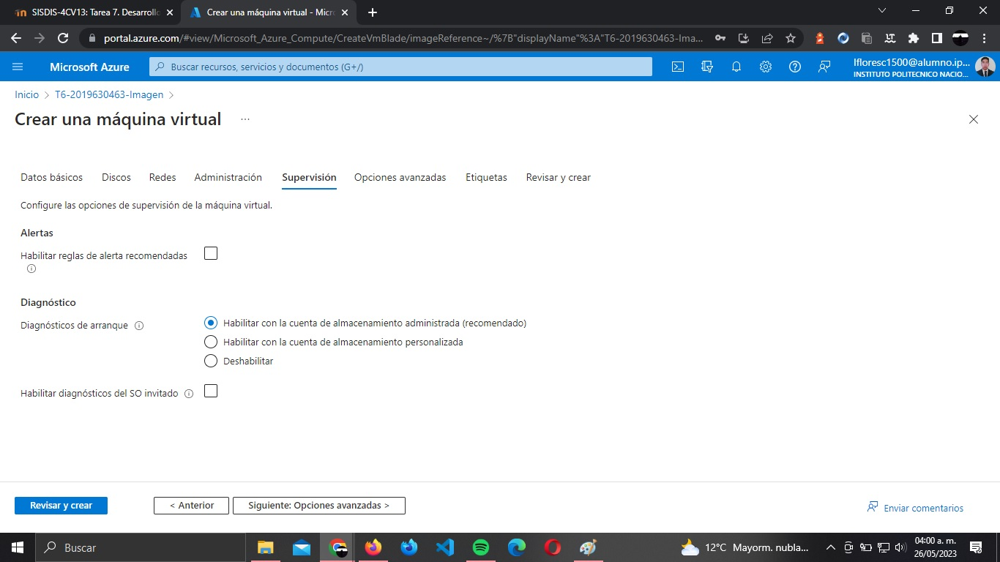 SISDIS-4CV13: Tarea 7. Desarrollo
Crear una máquina virtual - Micro
portal.azure.com/#view/Microsoft_Azure_Compute/CreateVmBlade/imageReference~/%7B"displayName"%3A"T6-2019630463-Ima...
Microsoft Azure
Buscar recursos, servicios y documentos (G+/)
lfloresc1500@alumno.ip...
INSTITUTO POLITECNICO NACIO...
Inicio > T6-2019630463-Imagen >
Crear una máquina virtual ...
Datos básicos Discos Redes Administración Supervisión Opciones avanzadas Etiquetas Revisar y crear
Configure las opciones de supervisión de la máquina virtual.
Alertas
Habilitar reglas de alerta recomendadas
Diagnóstico
Diagnósticos de arranque
Habilitar con la cuenta de almacenamiento administrada (recomendado)
Habilitar con la cuenta de almacenamiento personalizada
Deshabilitar
Habilitar diagnósticos del SO invitado
Revisar y crear
< Anterior
Siguiente: Opciones avanzadas >
Enviar comentarios
Buscar
12°C Mayorm. nubla...
04:00 a. m.
26/05/2023